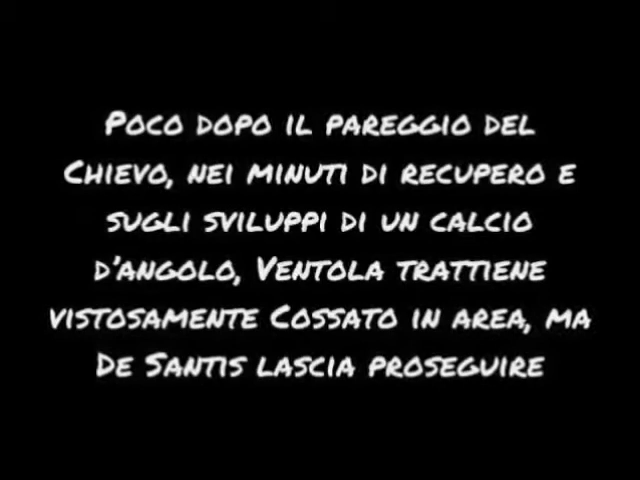 Poco dopo il pareggio del
Chievo, nei minuti di recupero e
sugli sviluppi di un calcio
d'angolo, Ventola trattiene
vistosamente Cossato in area, ma
De Santis lascia proseguire